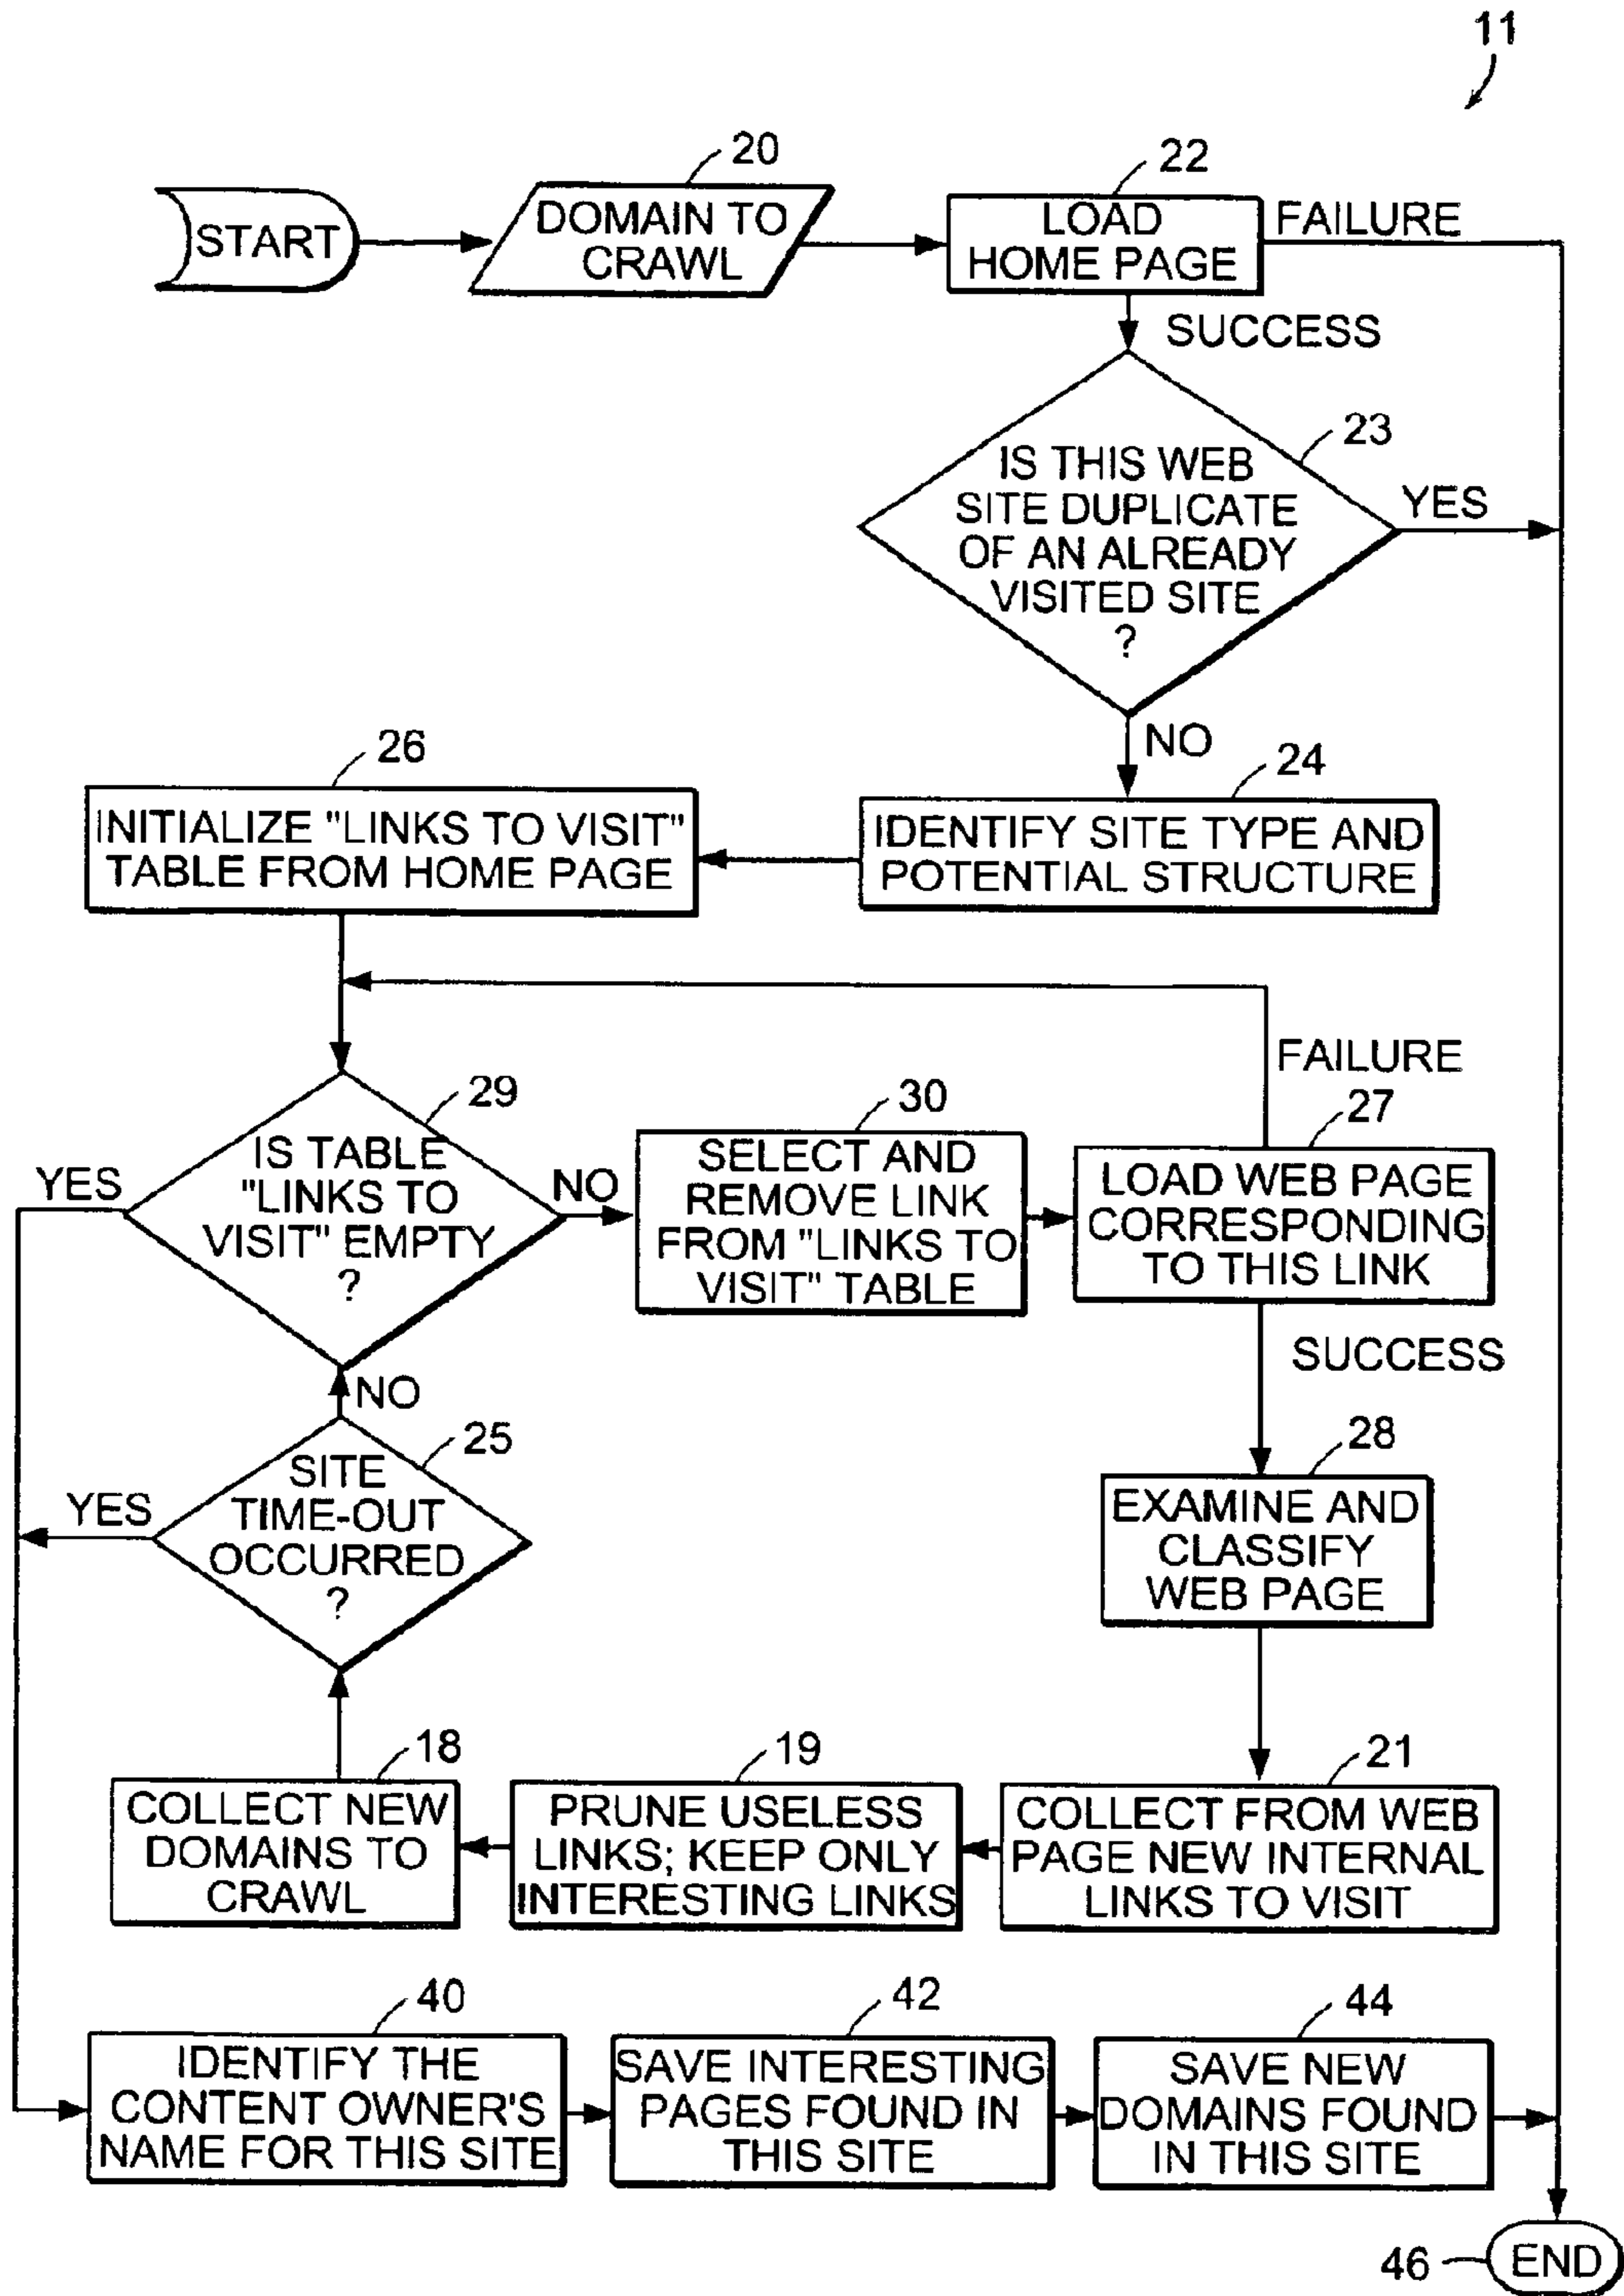 11
20
22
START
DOMAIN TO
CRAWL
LOAD
HOME PAGE
FAILURE
SUCCESS
23
IS THIS WEB
SITE DUPLICATE
OF AN ALREADY
VISITED SITE
?
YES
NO
26
24
INITIALIZE "LINKS TO VISIT"
TABLE FROM HOME PAGE
IDENTIFY SITE TYPE AND
POTENTIAL STRUCTURE
FAILURE
29
30
27
YES
IS TABLE
"LINKS TO
VISIT" EMPTY
?
NO
SELECT AND
REMOVE LINK
FROM "LINKS TO
VISIT" TABLE
LOAD WEB PAGE
CORRESPONDING
TO THIS LINK
SUCCESS
NO
25
28
YES
SITE
TIME-OUT
OCCURRED
?
EXAMINE AND
CLASSIFY
WEB PAGE
18
19
21
COLLECT NEW
DOMAINS TO
CRAWL
PRUNE USELESS
LINKS; KEEP ONLY
INTERESTING LINKS
COLLECT FROM WEB
PAGE NEW INTERNAL
LINKS TO VISIT
40
42
44
IDENTIFY THE
CONTENT OWNER'S
NAME FOR THIS SITE
SAVE INTERESTING
PAGES FOUND IN
THIS SITE
SAVE NEW
DOMAINS FOUND
IN THIS SITE
46
END